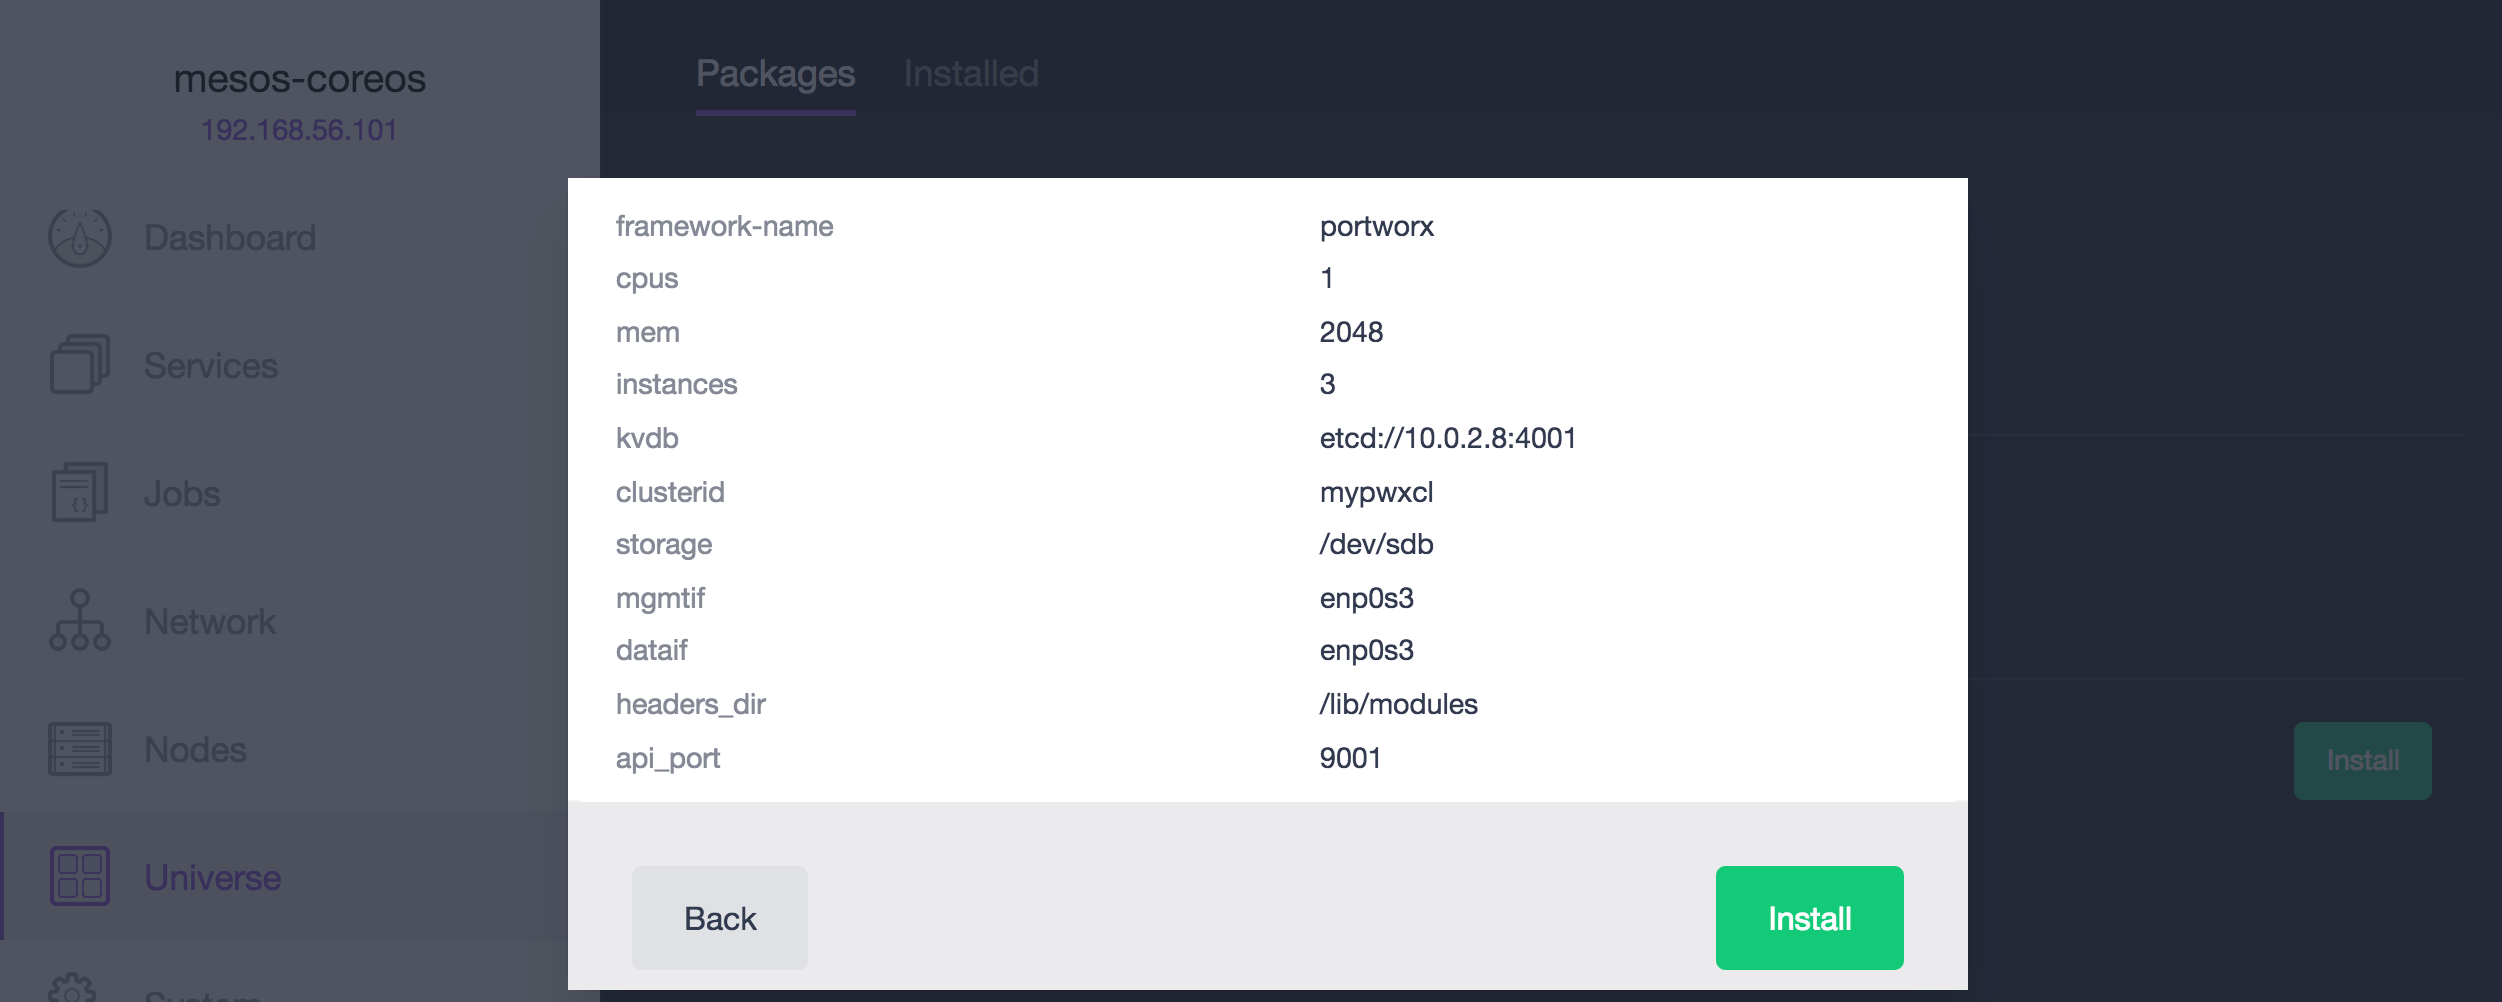 mesos-coreos
192.168.56.101
Dashboard
Services
Jobs
{}
Network
Nodes
Universe
System
Packages Installed
framework-name portworx
cpus 1
mem 2048
instances 3
kvdb etcd://10.0.2.8:4001
clusterid mypwxcl
storage /dev/sdb
mgmtif enp0s3
dataif enp0s3
headers_dir /lib/modules
api_port 9001
Back Install
Install